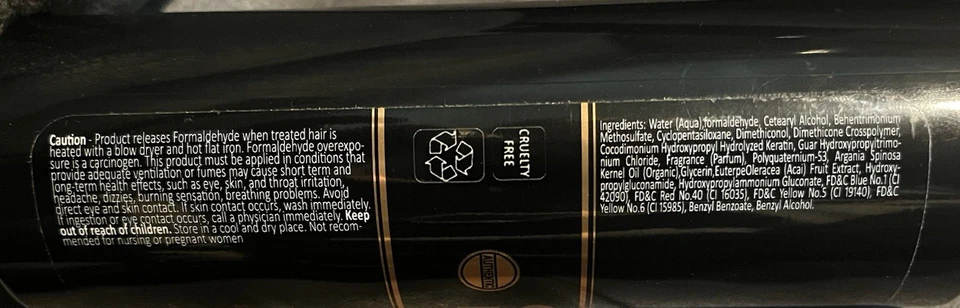 Caution - Product releases Formaldehyde when treated hair is
heated with a blow dryer and hot flat iron. Formaldehyde overexpo-
sure is a carcinogen. This product must be applied in conditions that
provide adequate ventilation or fumes may cause short term and
long-term health effects, such as eye, skin, and throat irritation,
headache, dizzies, burning sensation, breathing problems. Avoid
direct eye and skin contact. If skin contact occurs, wash immediately.
If ingestion or eye contact occurs, call a physician immediately. Keep
out of reach of children. Store in a cool and dry place. Not recom-
mended for nursing or pregnant women
CRUELTY
FREE
AUTHENTIC
Ingredients: Water (Aqua),formaldehyde, Cetearyl Alcohol, Behentrimonium
Methosulfate, Cyclopentasiloxane, Dimethiconol, Dimethicone Crosspolymer,
Cocodimonium Hydroxypropyl Hydrolyzed Keratin, Guar Hydroxypropyltrimo-
nium Chloride, Fragrance (Parfum), Polyquaternium-53, Argania Spinosa
Kernel Oil (Organic),Glycerin,EuterpeOleracea (Acai) Fruit Extract, Hydroxy-
propylgluconamide, Hydroxypropylammonium Gluconate, FD&C Blue No.1 (CI
42090), FD&C Red No.40 (CI 16035), FD&C Yellow No.5 (CI 19140), FD&C
Yellow No.6 (CI 15985), Benzyl Benzoate, Benzyl Alcohol.